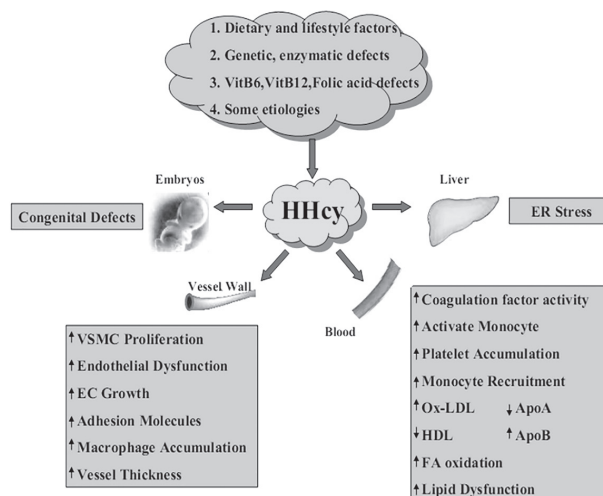 1. Dietary and lifestyle factors
2. Genetic, enzymatic defects
3. VitB6,VitB12,Folic acid defects
4. Some etiologies
Embryos
Liver
HHcy
Congenital Defects
ER Stress
Vessel Wall
Blood
↑VSMC Proliferation
↑Endothelial Dysfunction
↑EC Growth
↑Adhesion Molecules
↑Macrophage Accumulation
↑Vessel Thickness
↑Coagulation factor activity
↑Activate Monocyte
↑Platelet Accumulation
↑Monocyte Recruitment
↑Ox-LDL ↓ApoA
↓HDL ↑ApoB
↑FA oxidation
↑Lipid Dysfunction